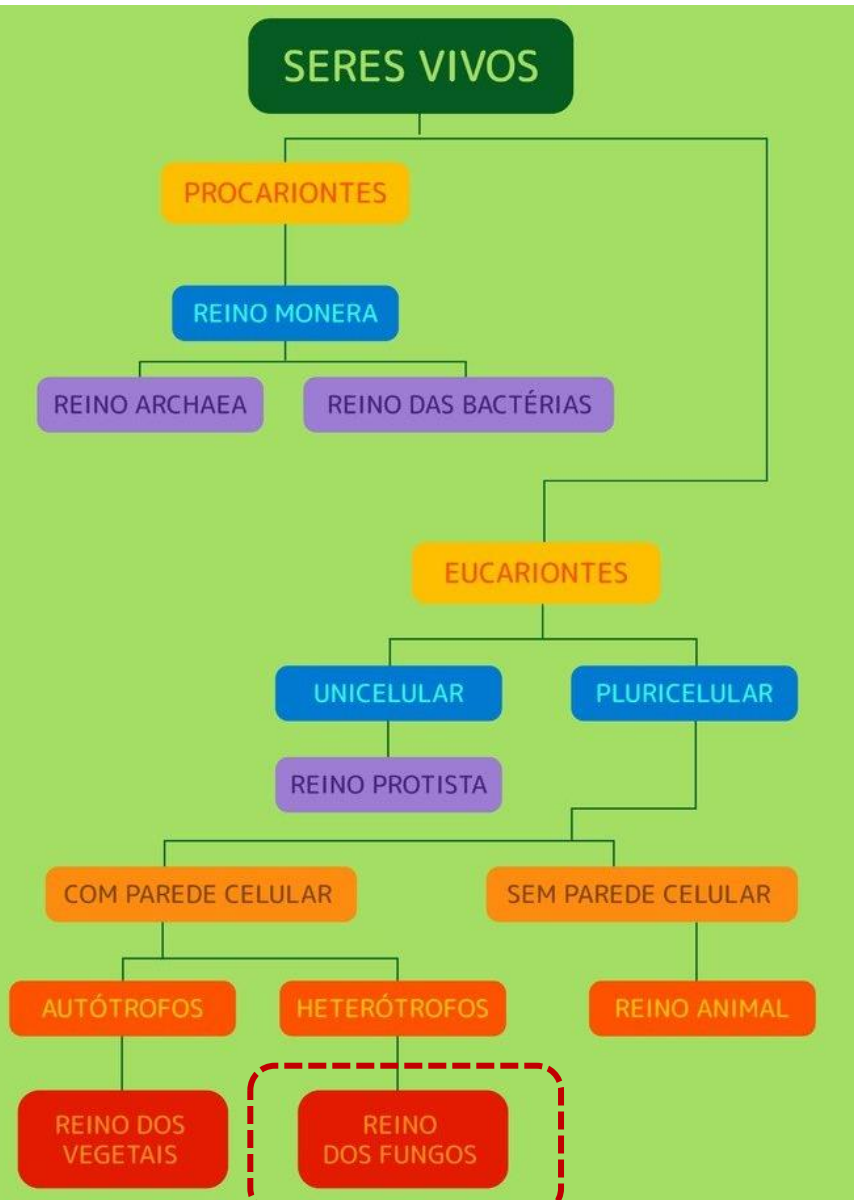 SERES VIVOS
PROCARIONTES
REINO MONERA
REINO ARCHAEA
REINO DAS BACTÉRIAS
EUCARIONTES
UNICELULAR
PLURICELULAR
REINO PROTISTA
COM PAREDE CELULAR
SEM PAREDE CELULAR
AUTÓTROFOS
HETERÓTROFOS
REINO ANIMAL
REINO DOS
VEGETAIS
REINO
DOS FUNGOS